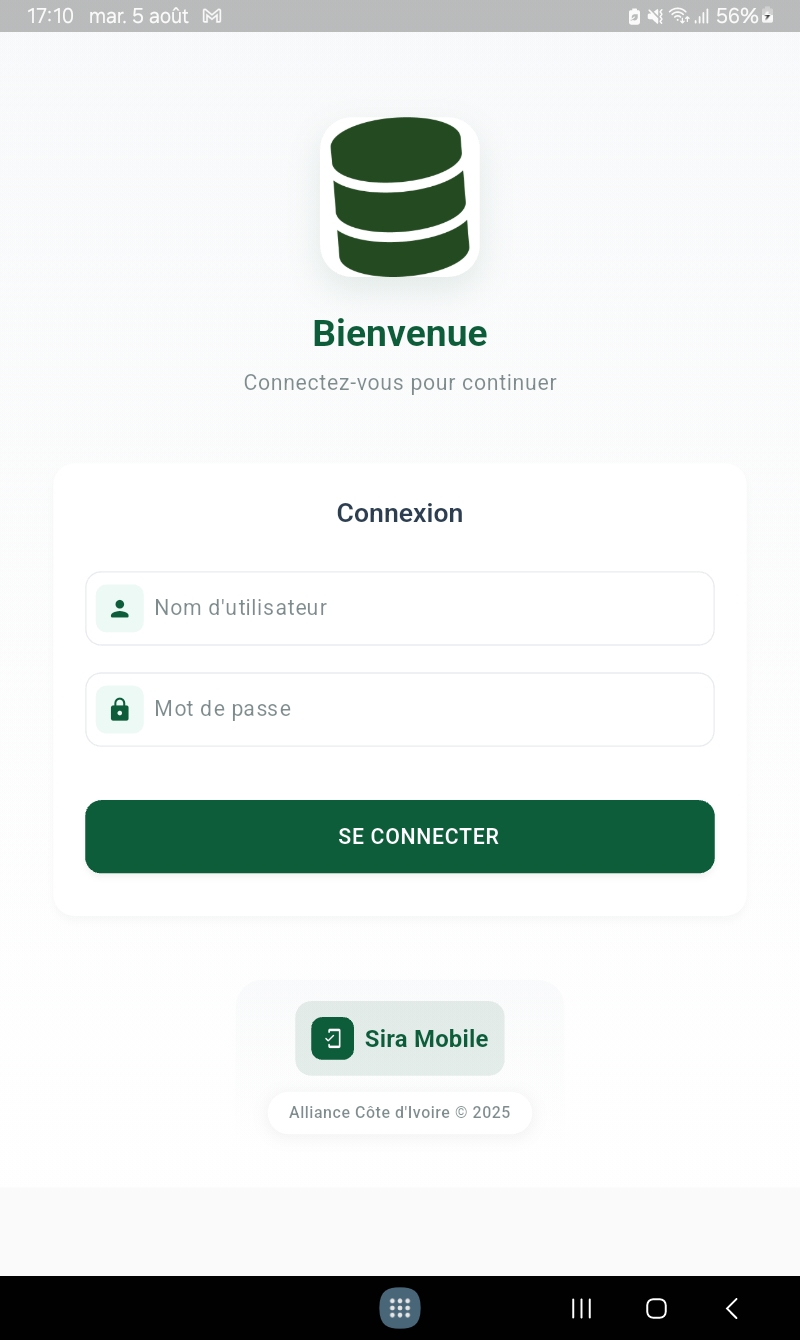 17:10 mar. 5 août 56%
Bienvenue
Connectez-vous pour continuer
Connexion
Nom d'utilisateur
Mot de passe
SE CONNECTER
Sira Mobile
Alliance Côte d'Ivoire © 2025